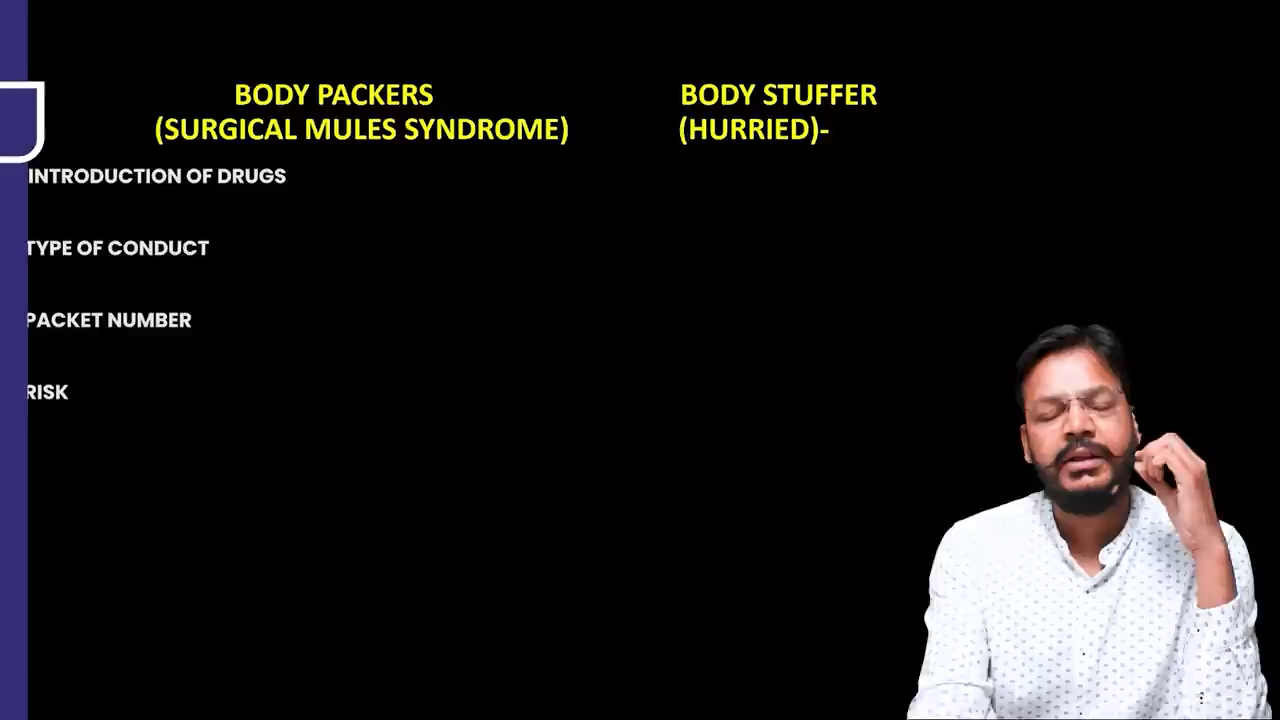 BODY PACKERS
(SURGICAL MULES SYNDROME)
BODY STUFFER
(HURRIED)-
INTRODUCTION OF DRUGS
TYPE OF CONDUCT
PACKET NUMBER
RISK